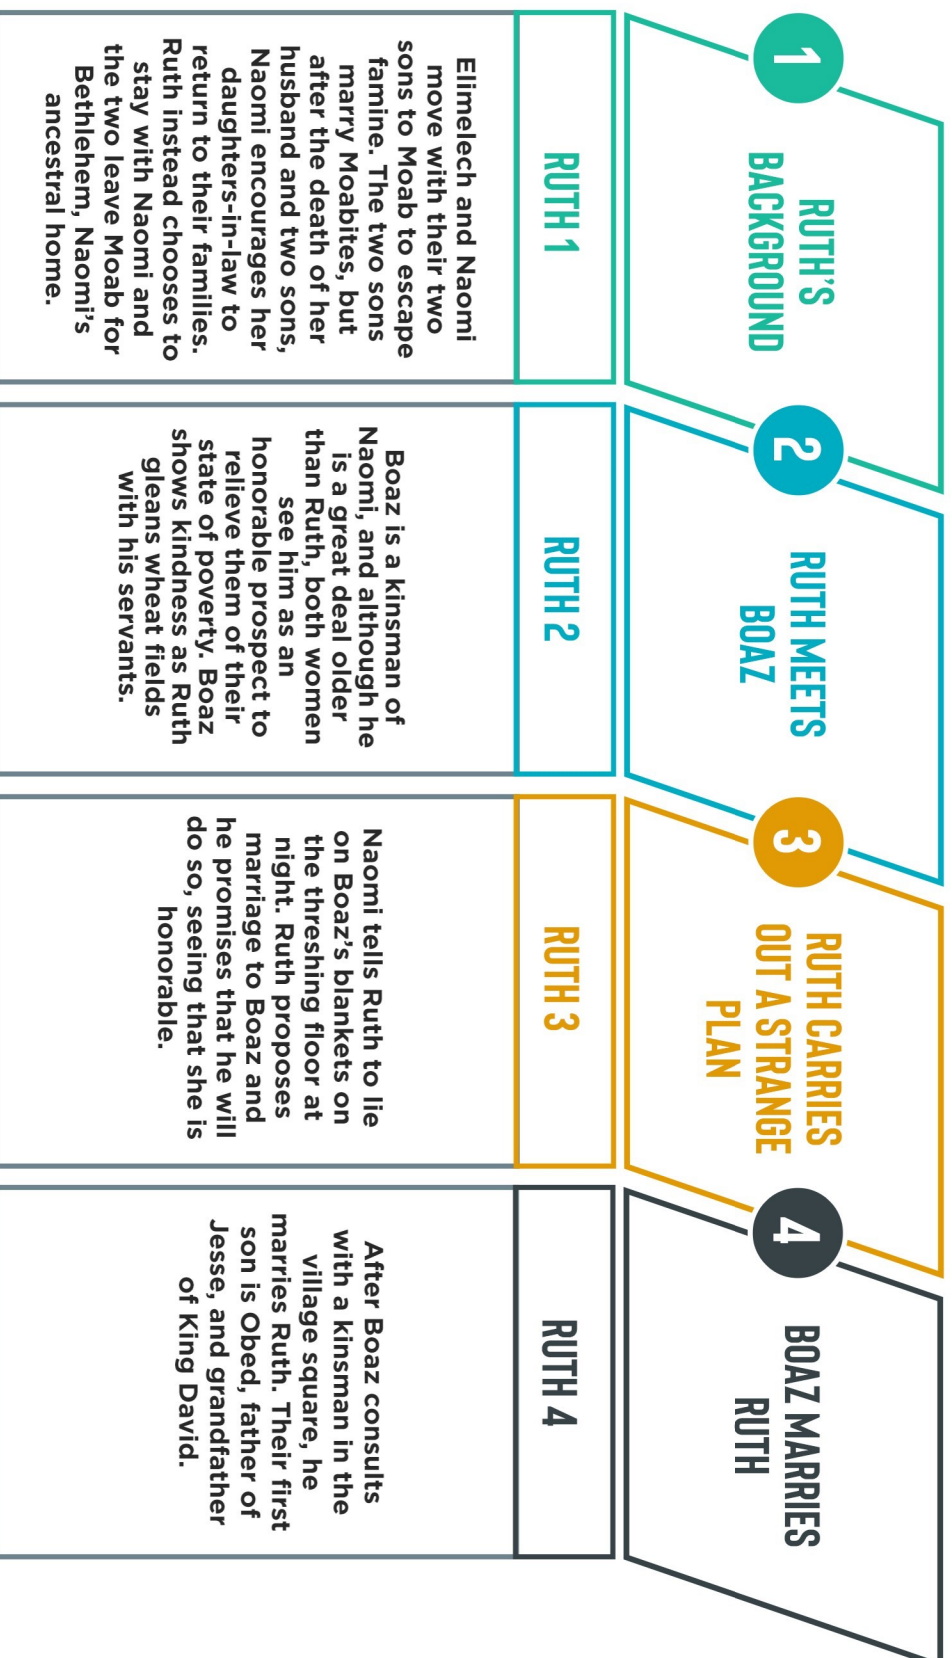 1
RUTH'S
BACKGROUND
RUTH 1
Elimelech and Naomi
move with their two
sons to Moab to escape
famine. The two sons
marry Moabites, but
after the death of her
husband and two sons,
Naomi encourages her
daughters-in-law to
return to their families.
Ruth instead chooses to
stay with Naomi and
the two leave Moab for
Bethlehem, Naomi's
ancestral home.
2
RUTH MEETS
BOAZ
RUTH 2
Boaz is a kinsman of
Naomi, and although he
is a great deal older
than Ruth, both women
see him as an
honorable prospect to
relieve them of their
state of poverty. Boaz
shows kindness as Ruth
gleans wheat fields
with his servants.
3
RUTH CARRIES
OUT A STRANGE
PLAN
RUTH 3
Naomi tells Ruth to lie
on Boaz's blankets on
the threshing floor at
night. Ruth proposes
marriage to Boaz and
he promises that he will
do so, seeing that she is
honorable.
4
BOAZ MARRIES
RUTH
RUTH 4
After Boaz consults
with a kinsman in the
village square, he
marries Ruth. Their first
son is Obed, father of
Jesse, and grandfather
of King David.